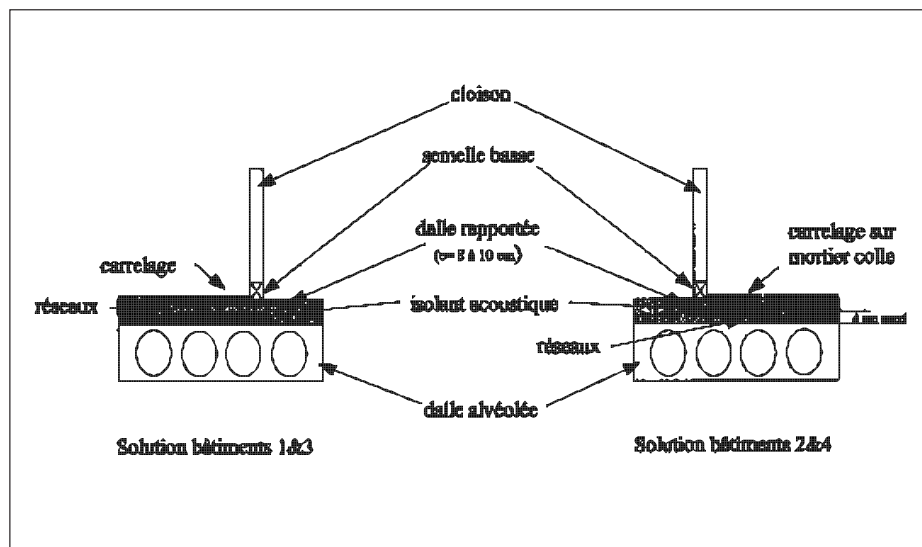 cloison
semelle basse
dalle rapportée
(e= 8 à 10 cm)
carrelage
carrelage sur
mortier colle
réseaux
isolant acoustique
réseaux
dalle alvéolée
Solution bâtiments 1&3
Solution bâtiments 2&4